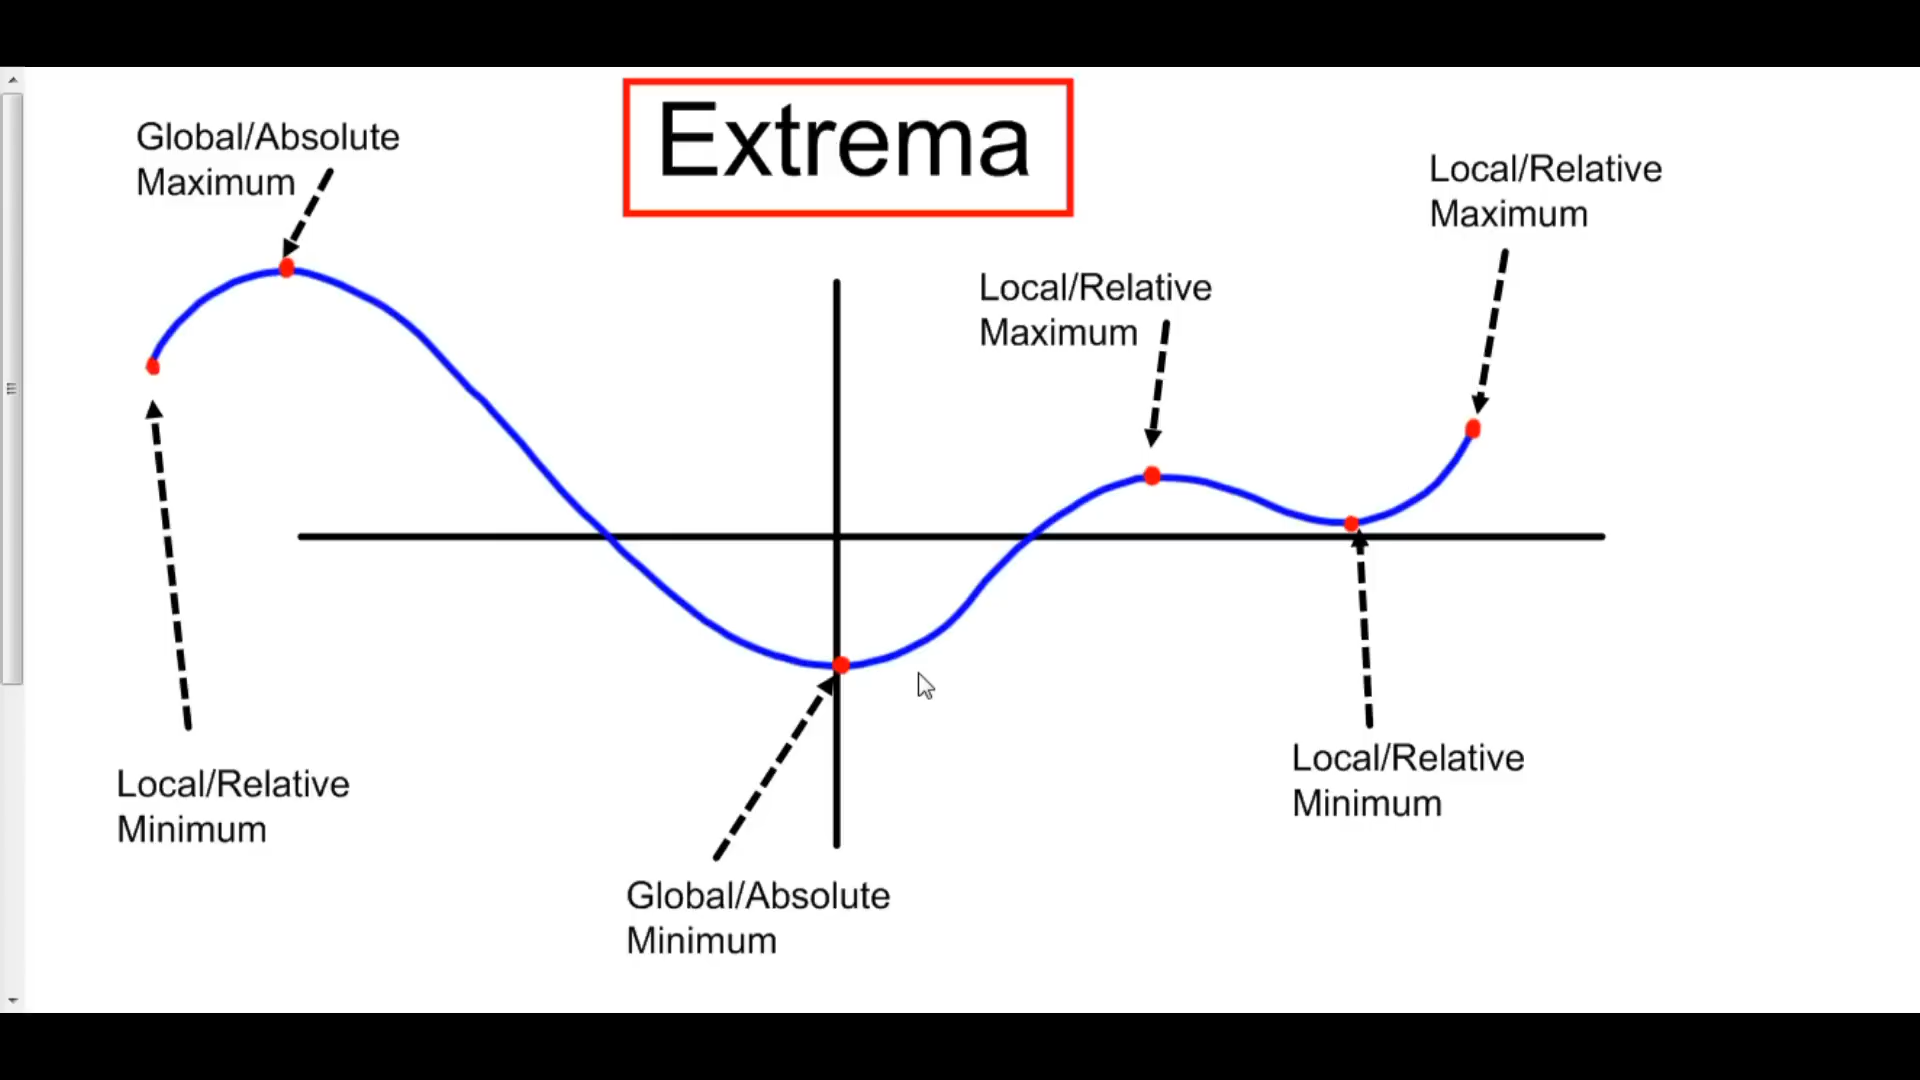 Extrema
Global/Absolute
Maximum
Local/Relative
Maximum
Local/Relative
Maximum
Local/Relative
Minimum
Local/Relative
Minimum
Global/Absolute
Minimum